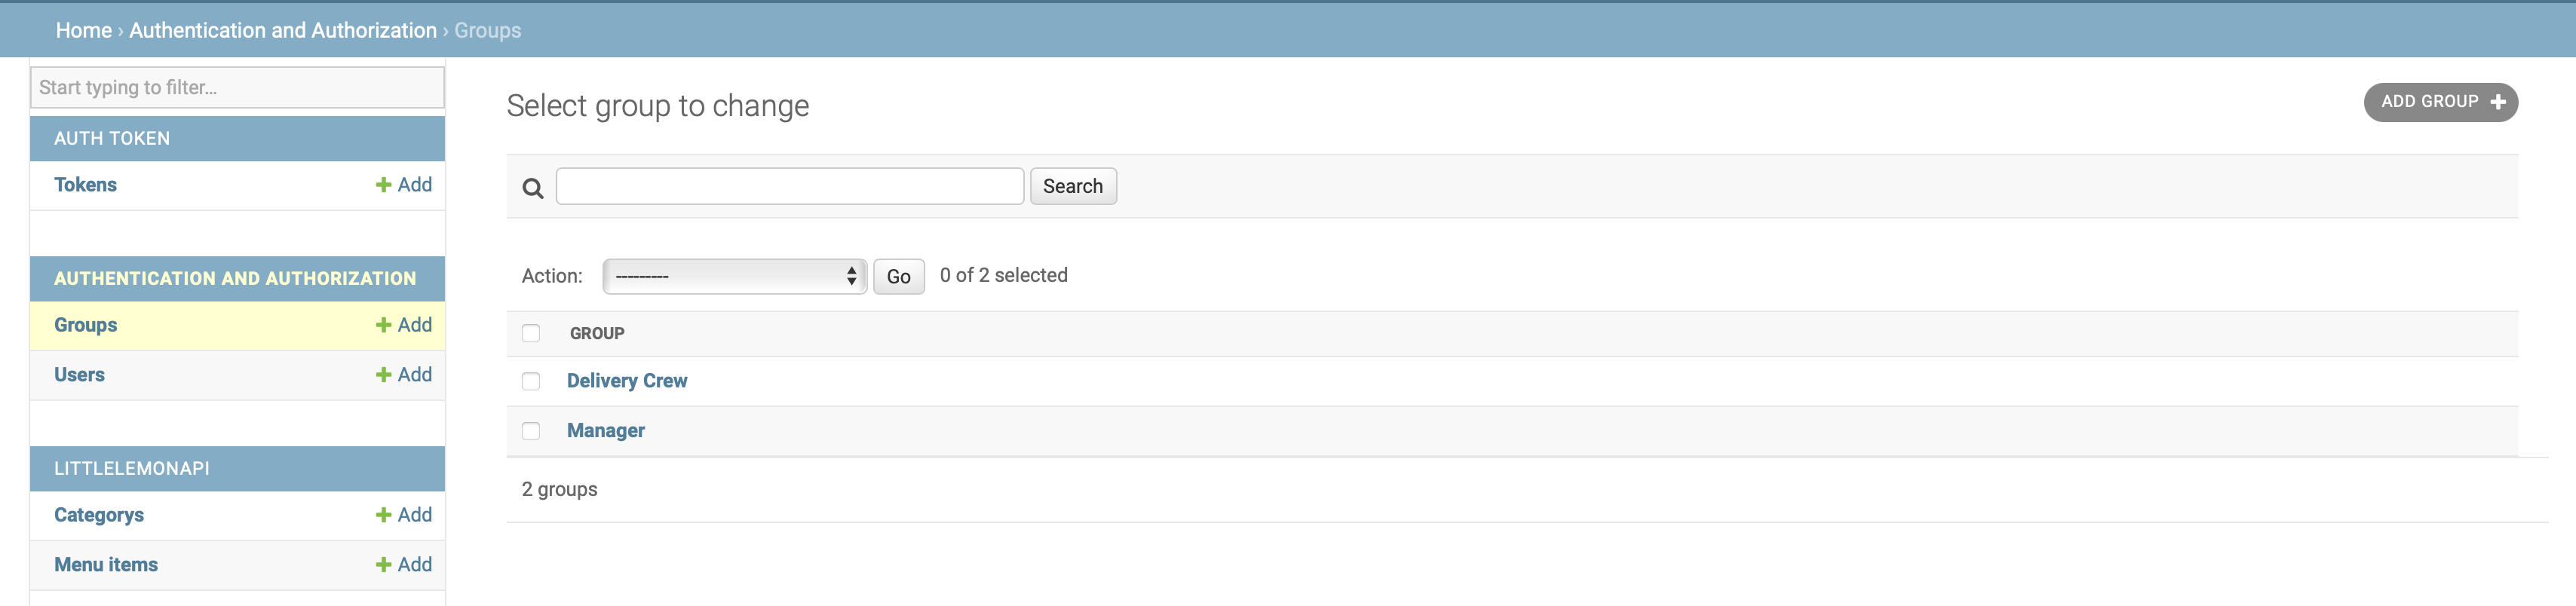 Home › Authentication and Authorization › Groups
Start typing to filter...
AUTH TOKEN
Tokens + Add
AUTHENTICATION AND AUTHORIZATION
Groups + Add
Users + Add
LITTLELEMONAPI
Categorys + Add
Menu items + Add
Select group to change
ADD GROUP +
Search
Action: --------- Go 0 of 2 selected
GROUP
Delivery Crew
Manager
2 groups